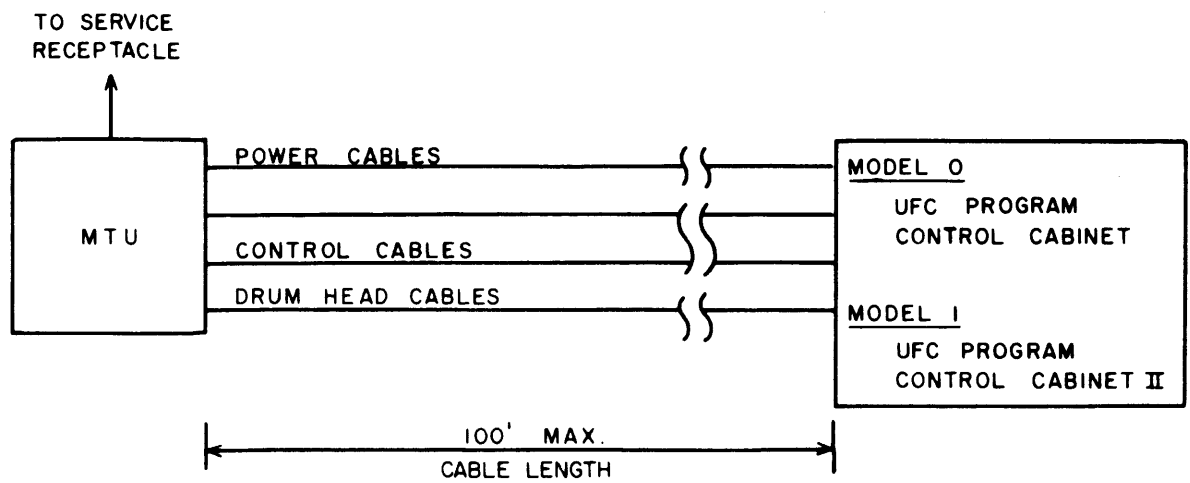 TO SERVICE
RECEPTACLE
MTU
POWER CABLES
CONTROL CABLES
DRUM HEAD CABLES
MODEL 0
UFC PROGRAM
CONTROL CABINET
MODEL 1
UFC PROGRAM
CONTROL CABINET II
100' MAX.
CABLE LENGTH